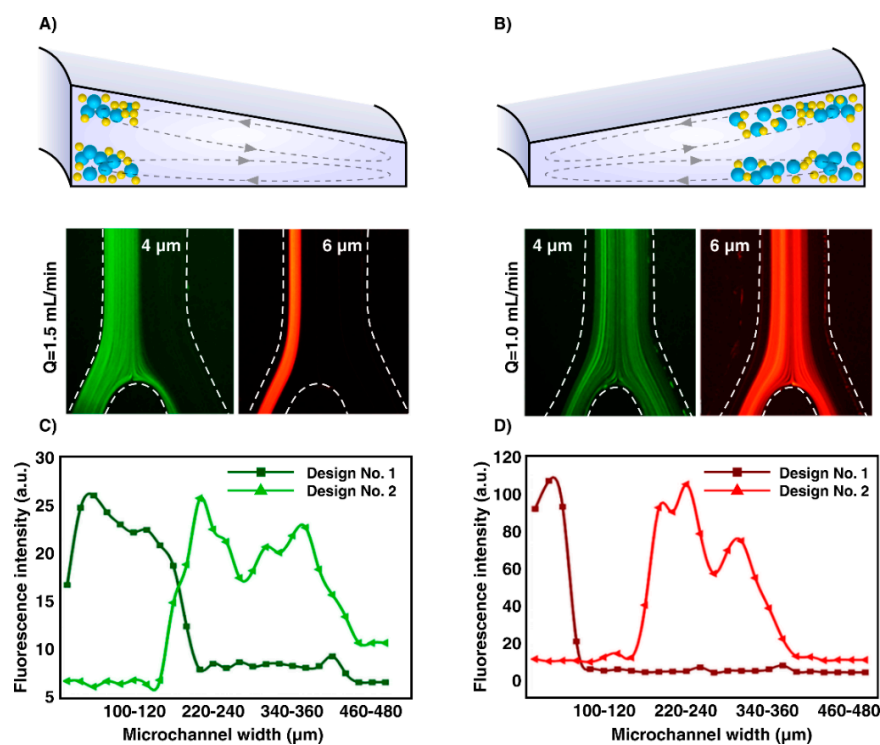 A)
B)
Q=1.5 mL/min
4 μm
6 μm
Q=1.0 mL/min
4 μm
6 μm
C)
Fluorescence intensity (a.u.)
30
25
20
15
10
5
Design No. 1
Design No. 2
100-120 220-240 340-360 460-480
Microchannel width (μm)
D)
Fluorescence intensity (a.u.)
120
100
80
60
40
20
0
Design No. 1
Design No. 2
100-120 220-240 340-360 460-480
Microchannel width (μm)